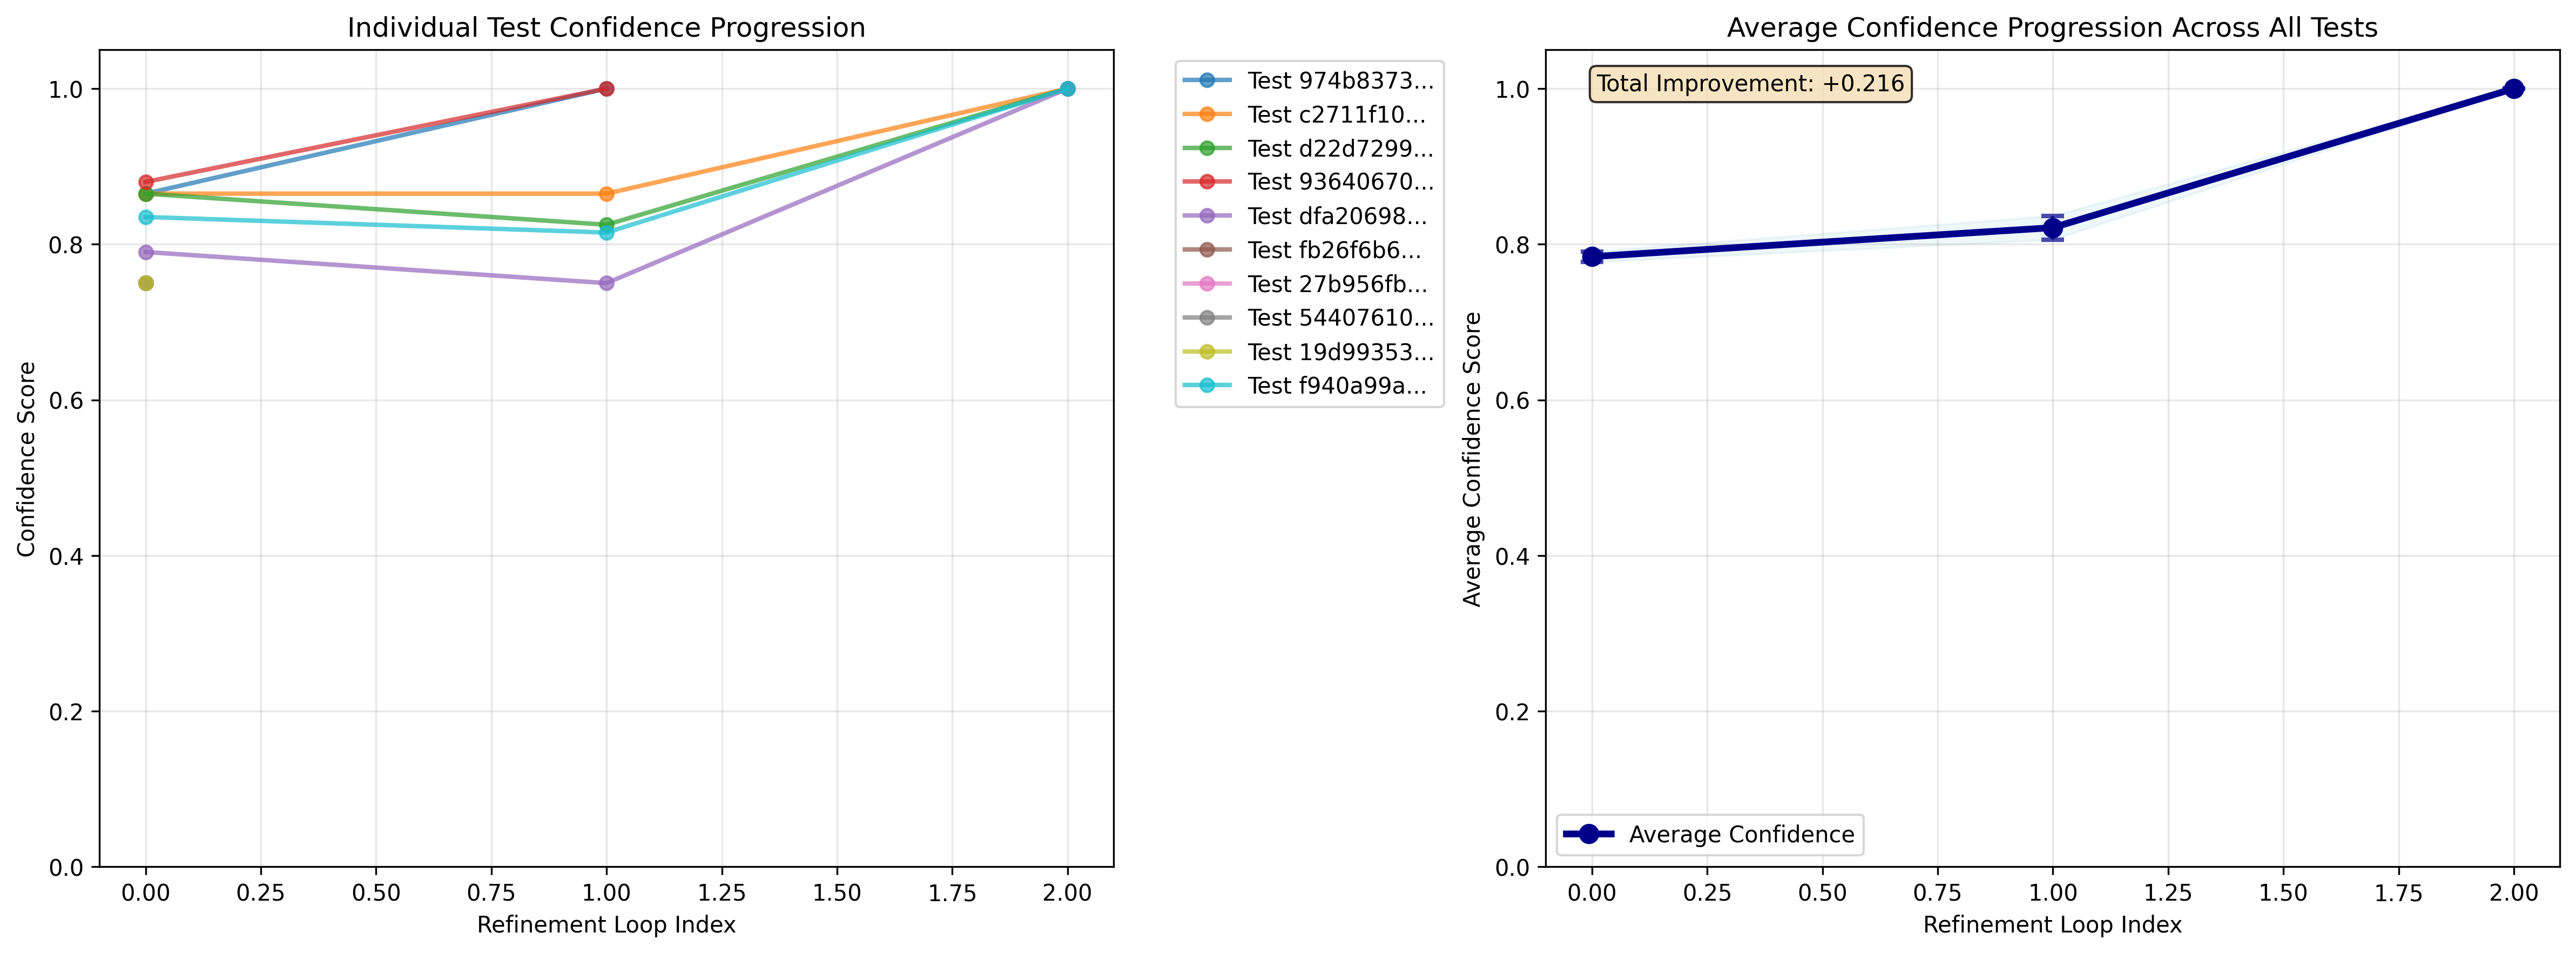 Individual Test Confidence Progression
Confidence Score
1.0
0.8
0.6
0.4
0.2
0.0
0.00 0.25 0.50 0.75 1.00 1.25 1.50 1.75 2.00
Refinement Loop Index
Test 974b8373...
Test c2711f10...
Test d22d7299...
Test 93640670...
Test dfa20698...
Test fb26f6b6...
Test 27b956fb...
Test 54407610...
Test 19d99353...
Test f940a99a...
Average Confidence Progression Across All Tests
Average Confidence Score
Total Improvement: +0.216
1.0
0.8
0.6
0.4
0.2
0.0
Average Confidence
0.00 0.25 0.50 0.75 1.00 1.25 1.50 1.75 2.00
Refinement Loop Index